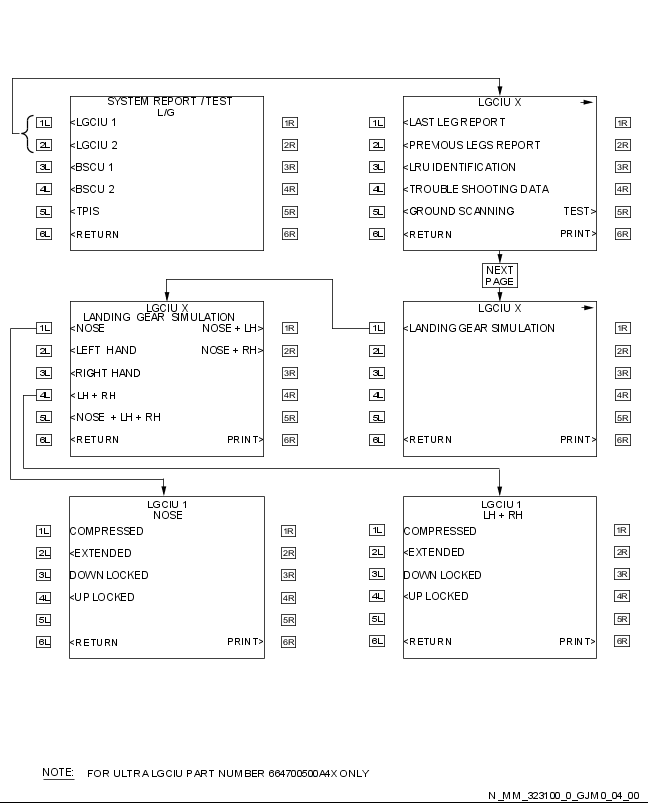 SYSTEM REPORT / TEST
L/G
1L <LGCIU 1 1R
2L <LGCIU 2 2R
3L <BSCU 1 3R
4L <BSCU 2 4R
5L <TPIS 5R
6L <RETURN 6R
LGCIU X
1L <LAST LEG REPORT 1R
2L <PREVIOUS LEGS REPORT 2R
3L <LRU IDENTIFICATION 3R
4L <TROUBLE SHOOTING DATA 4R
5L <GROUND SCANNING TEST> 5R
6L <RETURN PRINT> 6R
NEXT
PAGE
LGCIU X
LANDING GEAR SIMULATION
1L <NOSE NOSE + LH> 1R
2L <LEFT HAND NOSE + RH> 2R
3L <RIGHT HAND 3R
4L <LH + RH 4R
5L <NOSE + LH + RH 5R
6L <RETURN PRINT> 6R
LGCIU X
1L <LANDING GEAR SIMULATION 1R
2L 2R
3L 3R
4L 4R
5L 5R
6L <RETURN PRINT> 6R
LGCIU 1
NOSE
1L COMPRESSED 1R
2L <EXTENDED 2R
3L DOWN LOCKED 3R
4L <UP LOCKED 4R
5L 5R
6L <RETURN PRINT> 6R
LGCIU 1
LH + RH
1L COMPRESSED 1R
2L <EXTENDED 2R
3L DOWN LOCKED 3R
4L <UP LOCKED 4R
5L 5R
6L <RETURN PRINT> 6R
NOTE: FOR ULTRA LGCIU PART NUMBER 664700500A4X ONLY
N_MM_323100_0_GJM0_04_00